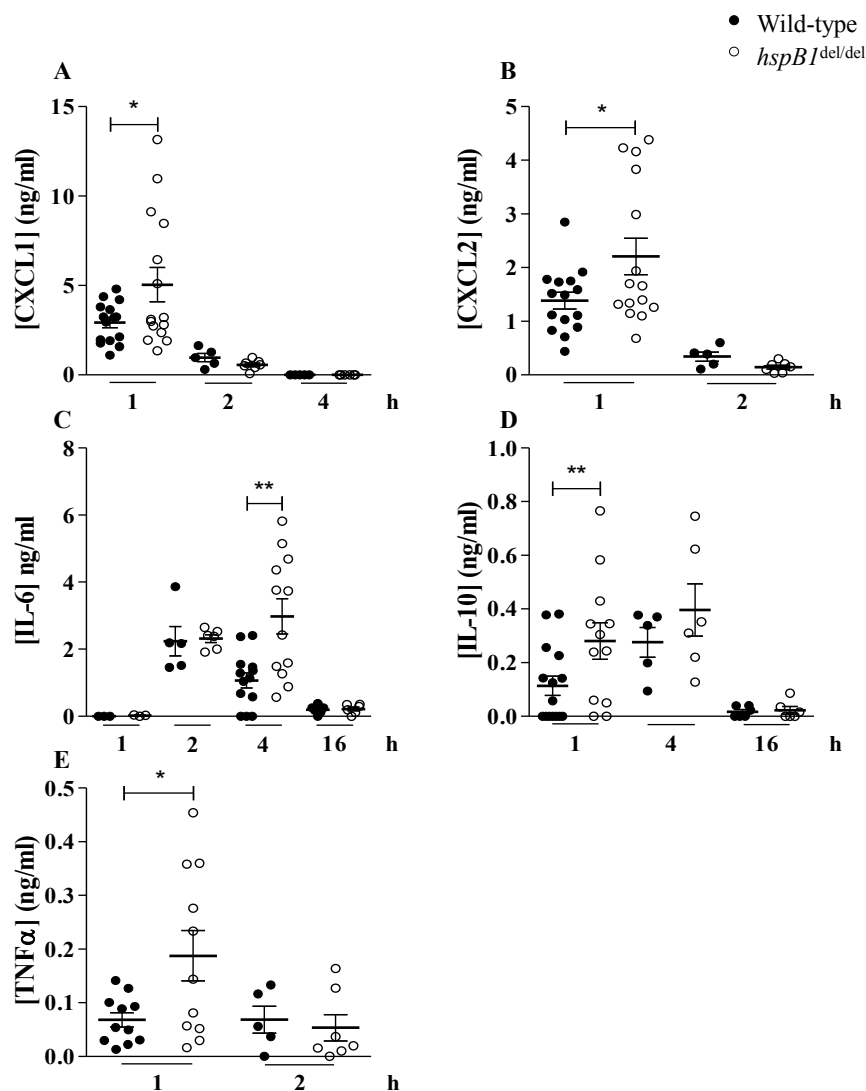 ● Wild-type
○ hspB1del/del
A
B
*
*
[CXCL1] (ng/ml)
15
10
5
0
1
2
4
h
[CXCL2] (ng/ml)
5
4
3
2
1
0
1
2
h
C
D
**
**
[IL-6] ng/ml
8
6
4
2
0
1
2
4
16
h
[IL-10] (ng/ml)
0.8
0.6
0.4
0.2
0.0
1
4
16
h
E
*
[TNFα] (ng/ml)
0.5
0.4
0.3
0.2
0.1
0.0
1
2
h